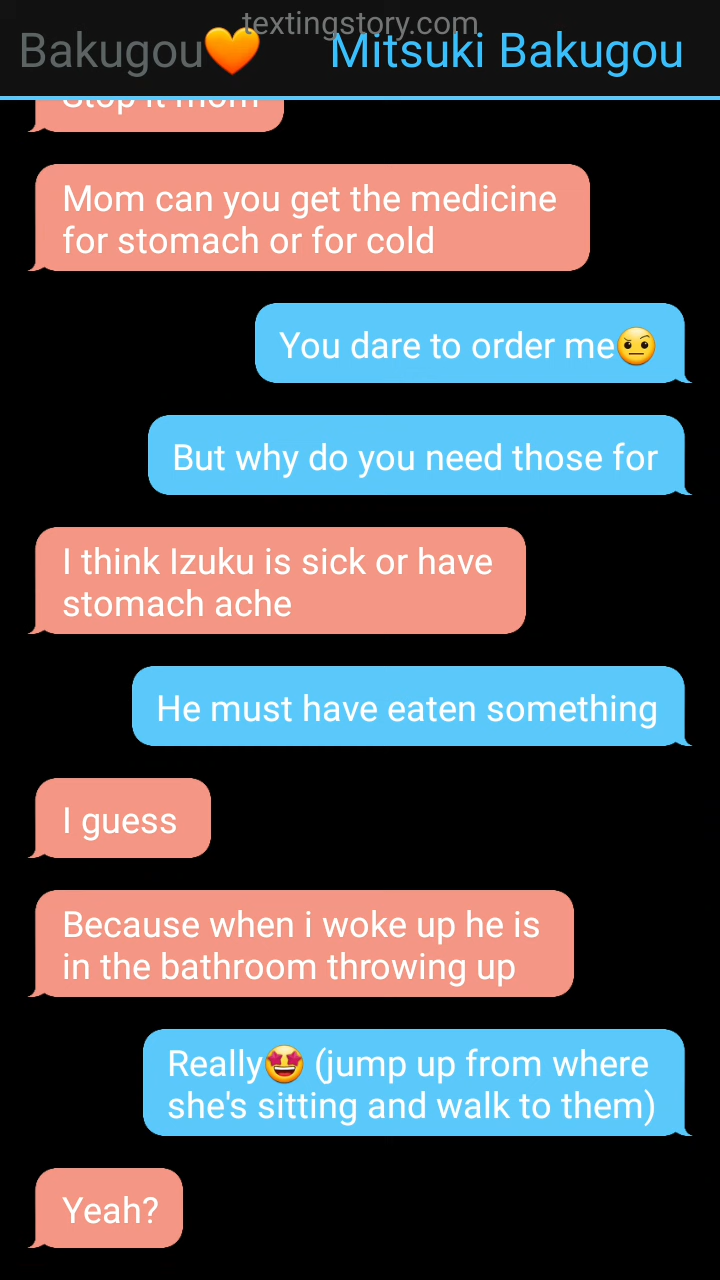 textingstory.com
Bakugou🧡 Mitsuki Bakugou
Stop it mom
Mom can you get the medicine
for stomach or for cold
You dare to order me🤨
But why do you need those for
I think Izuku is sick or have
stomach ache
He must have eaten something
I guess
Because when i woke up he is
in the bathroom throwing up
Really🤩 (jump up from where
she's sitting and walk to them)
Yeah?